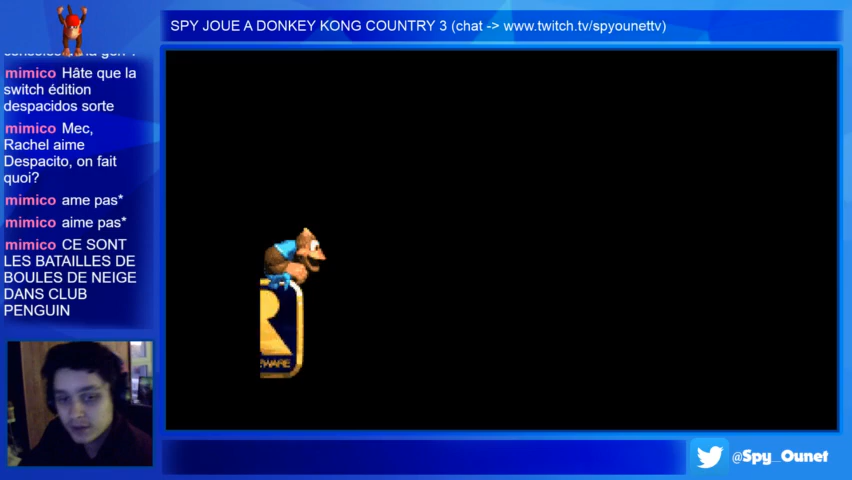 SPY JOUE A DONKEY KONG COUNTRY 3 (chat -> www.twitch.tv/spyounettv)
mimico Hâte que la
switch édition
despacidos sorte
mimico Mec,
Rachel aime
Despacito, on fait
quoi?
mimico ame pas*
mimico aime pas*
mimico CE SONT
LES BATAILLES DE
BOULES DE NEIGE
DANS CLUB
PENGUIN
R
EWARE
@Spy_Ounet